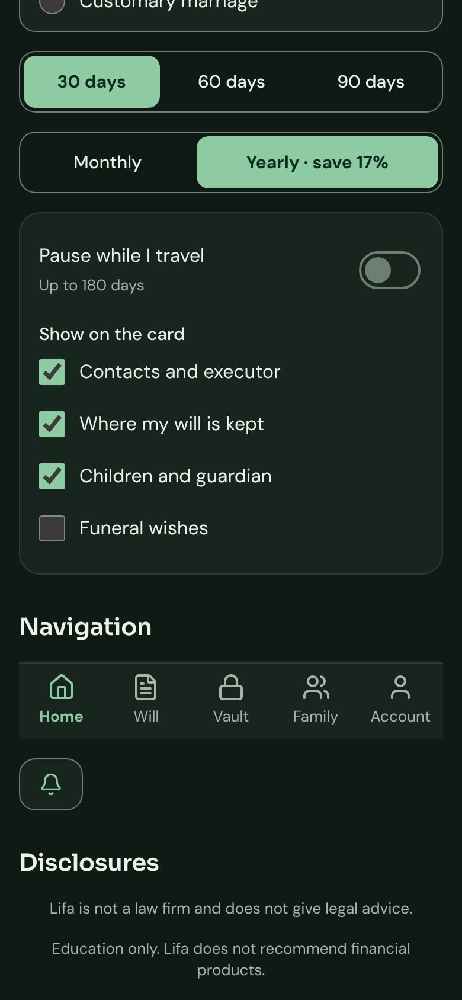 Customary marriage
30 days
60 days
90 days
Monthly
Yearly · save 17%
Pause while I travel
Up to 180 days
Show on the card
Contacts and executor
Where my will is kept
Children and guardian
Funeral wishes
Navigation
Home
Will
Vault
Family
Account
Disclosures
Lifa is not a law firm and does not give legal advice.
Education only. Lifa does not recommend financial
products.